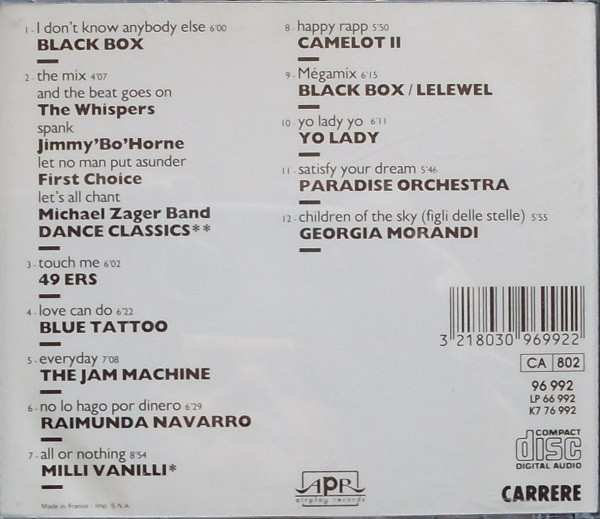 1 - I don't know anybody else 6'00
BLACK BOX
2 - the mix 4'07
and the beat goes on
The Whispers
spank
Jimmy'Bo'Horne
let no man put asunder
First Choice
let's all chant
Michael Zager Band
DANCE CLASSICS**
3 - touch me 6'02
49 ERS
4 - love can do 6'22
BLUE TATTOO
5 - everyday 7'08
THE JAM MACHINE
6 - no lo hago por dinero 6'29
RAIMUNDA NAVARRO
7 - all or nothing 8'54
MILLI VANILLI*
Made in France - Imp. S.N.A
8 - happy rapp 5'50
CAMELOT II
9 - Mégamix 6'15
BLACK BOX / LELEWEL
10 - yo lady yo 6'11
YO LADY
11 - satisfy your dream 5'46
PARADISE ORCHESTRA
12 - children of the sky (figli delle stelle) 5'55
GEORGIA MORANDI
3 218030 969922
CA 802
96 992
LP 66 992
K7 76 992
COMPACT
disc
DIGITAL AUDIO
APR
airplay records
CARRERE